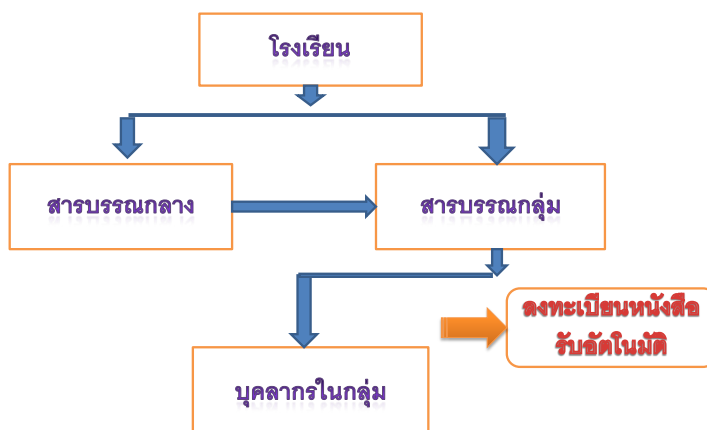 โรงเรียน
สารบรรณกลาง
สารบรรณกลุ่ม
ลงทะเบียนหนังสือ
รับอัตโนมัติ
บุคลากรในกลุ่ม